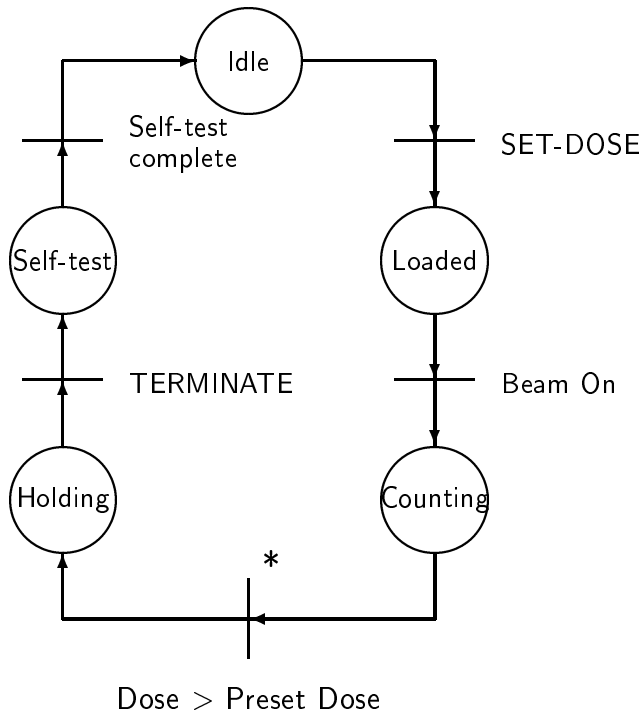 Idle
Self-test
complete
SET-DOSE
Self-test
Loaded
TERMINATE
Beam On
Holding
Counting
*
Dose > Preset Dose